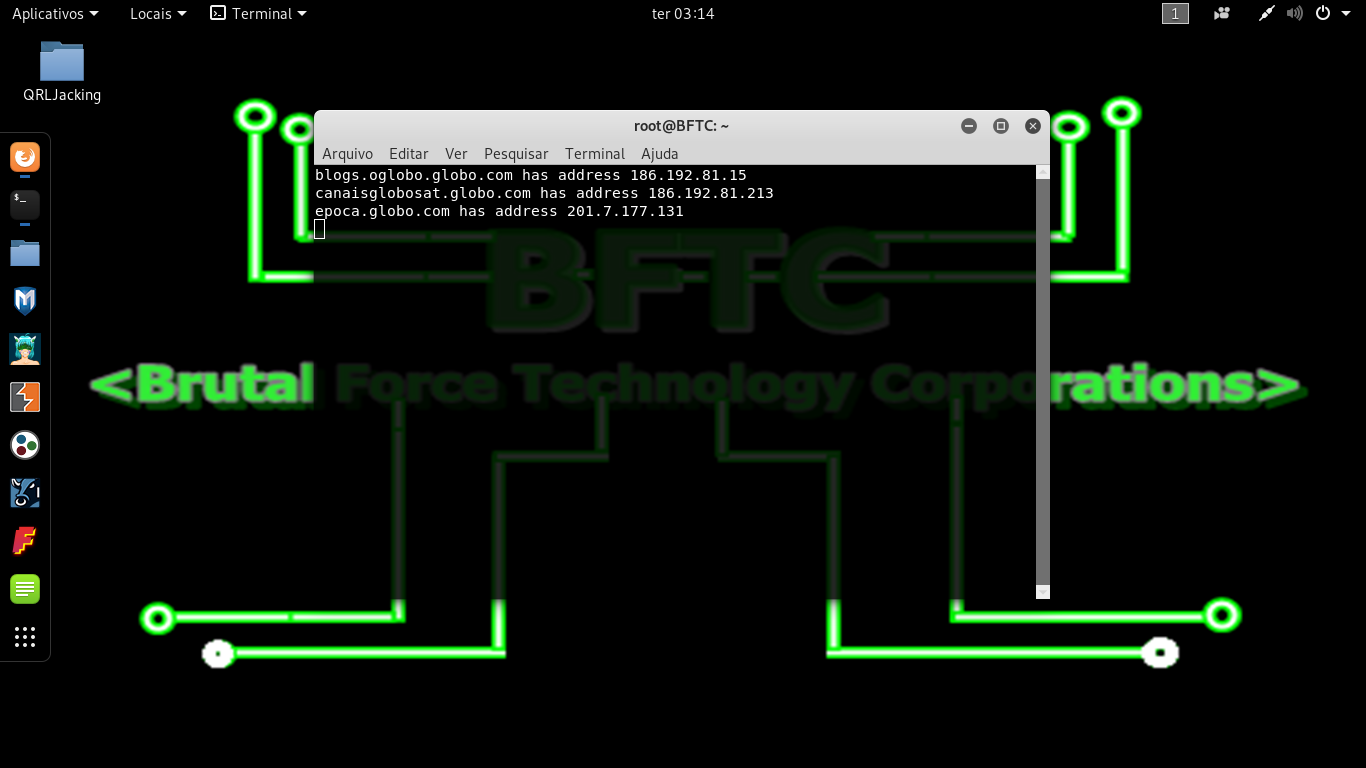 Aplicativos Locais Terminal ter 03:14 1
QRLJacking
root@BFTC: ~
Arquivo Editar Ver Pesquisar Terminal Ajuda
blogs.oglobo.globo.com has address 186.192.81.15
canaisglobosat.globo.com has address 186.192.81.213
epoca.globo.com has address 201.7.177.131
BFTC
<Brutal Force Technology Corporations>